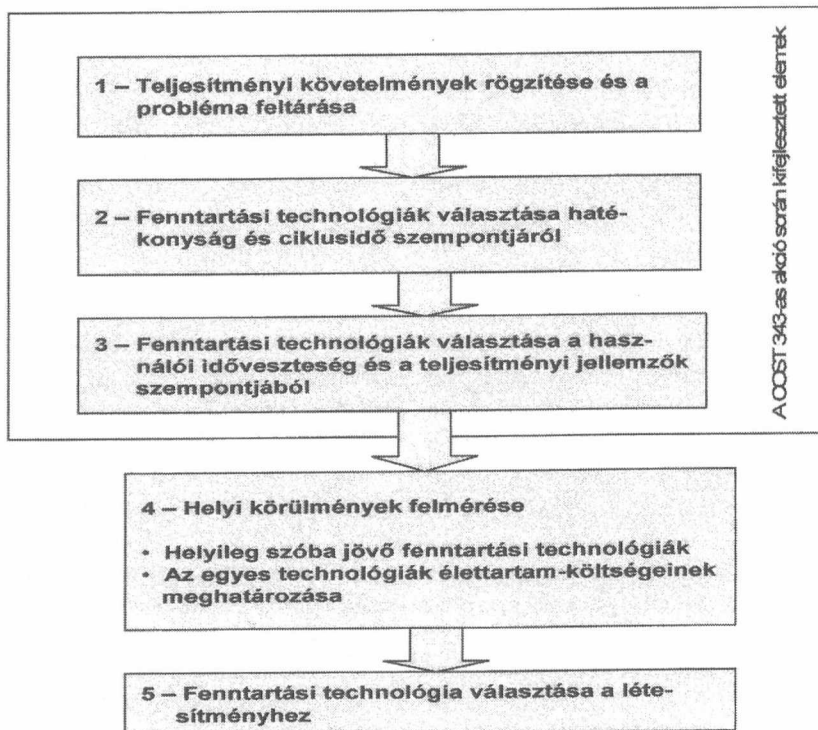 1 – Teljesítményi követelmények rögzítése és a
probléma feltárása
2 – Fenntartási technológiák választása haté-
konyság és ciklusidő szempontjáról
3 – Fenntartási technológiák választása a hasz-
nálói időveszteség és a teljesítményi jellemzők
szempontjából
A COST 343-as akció során kifejlesztett elemek
4 – Helyi körülmények felmérése
• Helyileg szóba jövő fenntartási technológiák
• Az egyes technológiák élettartam-költségeinek
meghatározása
5 – Fenntartási technológia választása a léte-
sítményhez